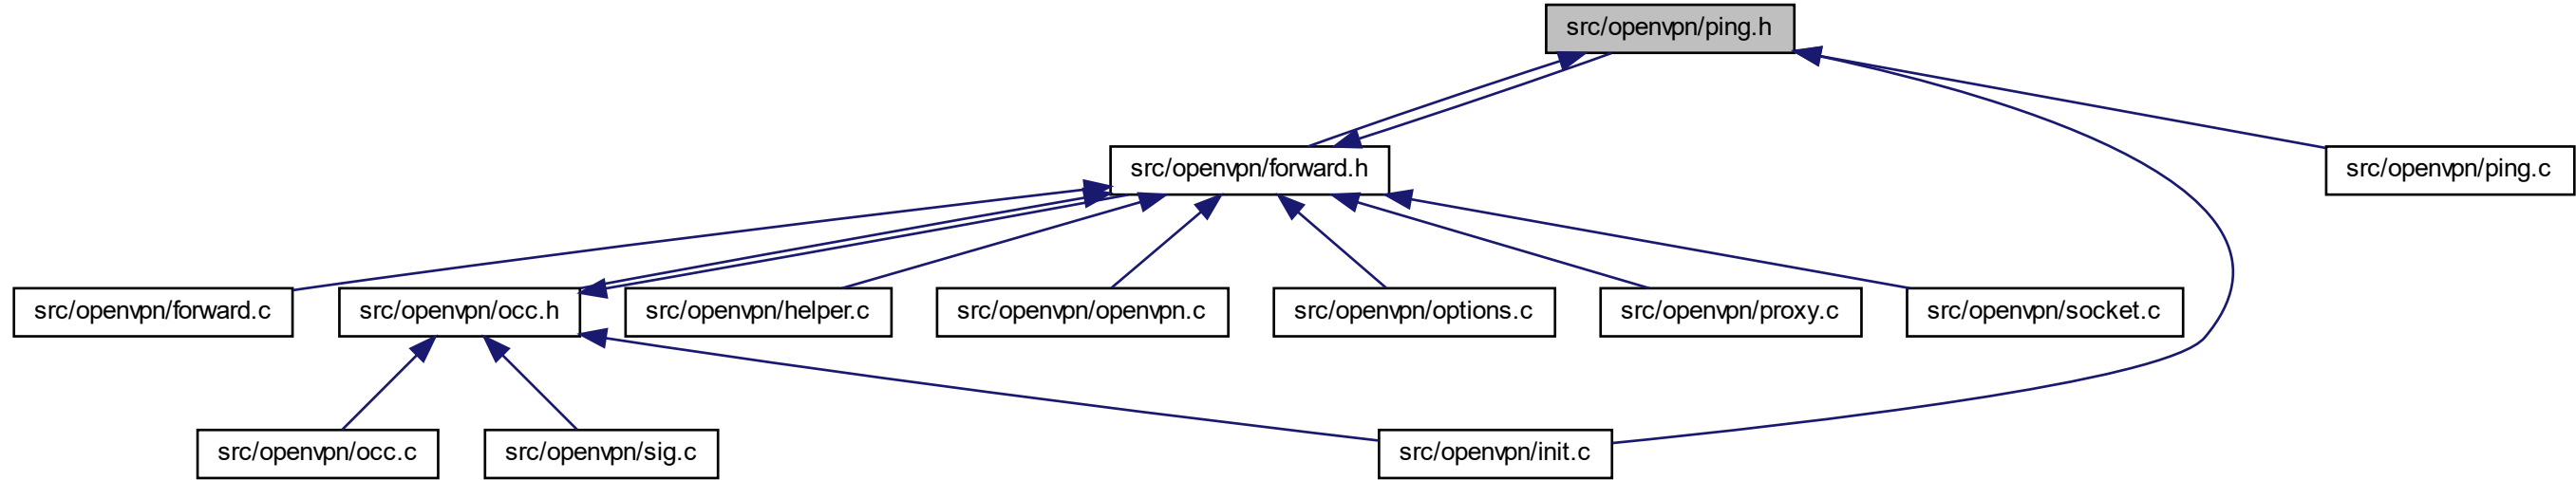 src/openvpn/ping.h
src/openvpn/forward.h
src/openvpn/ping.c
src/openvpn/forward.c
src/openvpn/occ.h
src/openvpn/helper.c
src/openvpn/openvpn.c
src/openvpn/options.c
src/openvpn/proxy.c
src/openvpn/socket.c
src/openvpn/occ.c
src/openvpn/sig.c
src/openvpn/init.c